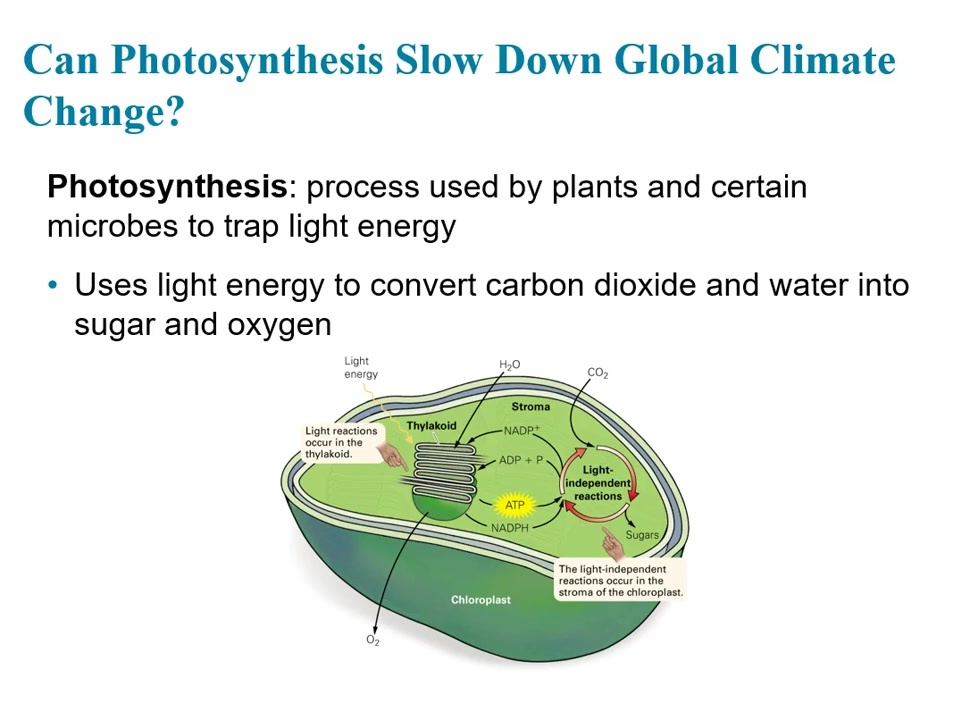 Can Photosynthesis Slow Down Global Climate
Change?
Photosynthesis: process used by plants and certain
microbes to trap light energy
• Uses light energy to convert carbon dioxide and water into
sugar and oxygen
Light
energy
H₂O
CO₂
Stroma
Light reactions
occur in the
thylakoid.
Thylakoid
NADP⁺
ADP + P
Light-
independent
reactions
ATP
NADPH
Sugars
The light-independent
reactions occur in the
stroma of the chloroplast.
Chloroplast
O₂